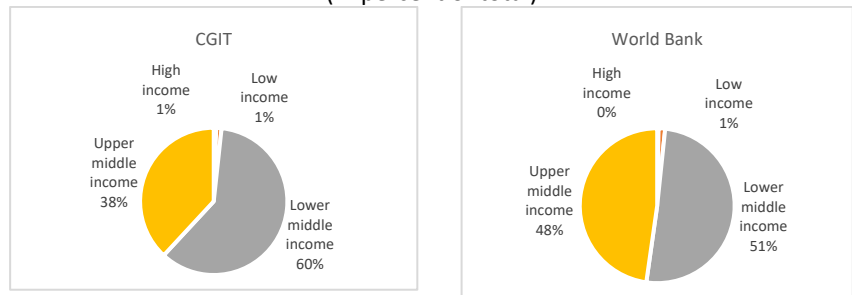 CGIT
High
income
1%
Low
income
1%
Upper
middle
income
38%
Lower
middle
income
60%
World Bank
High
income
0%
Low
income
1%
Upper
middle
income
48%
Lower
middle
income
51%